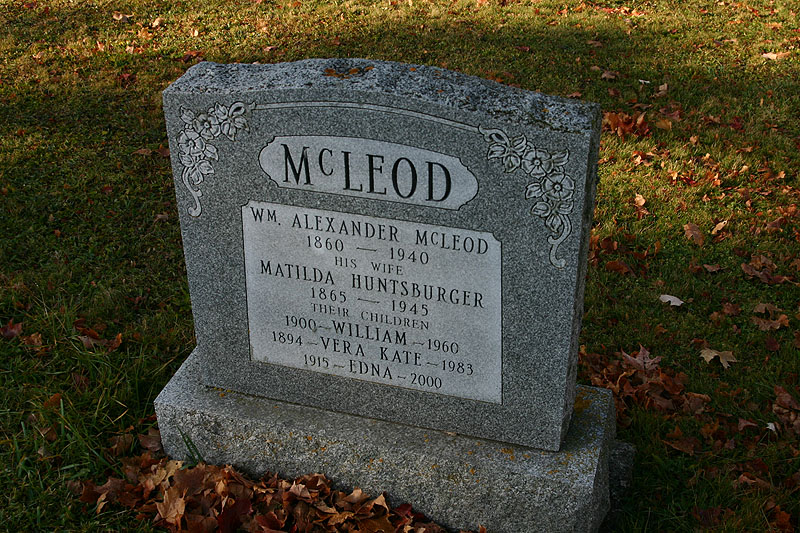 McLEOD
WM. ALEXANDER McLEOD
1860 — 1940
HIS WIFE
MATILDA HUNTSBURGER
1865 — 1945
THEIR CHILDREN
1900 — WILLIAM — 1960
1894 — VERA KATE — 1983
1915 — EDNA — 2000